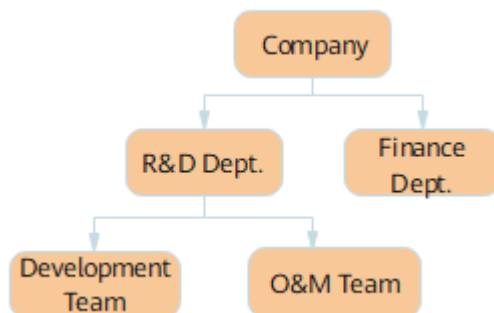 Company
R&D Dept.
Finance
Dept.
Development
Team
O&M Team